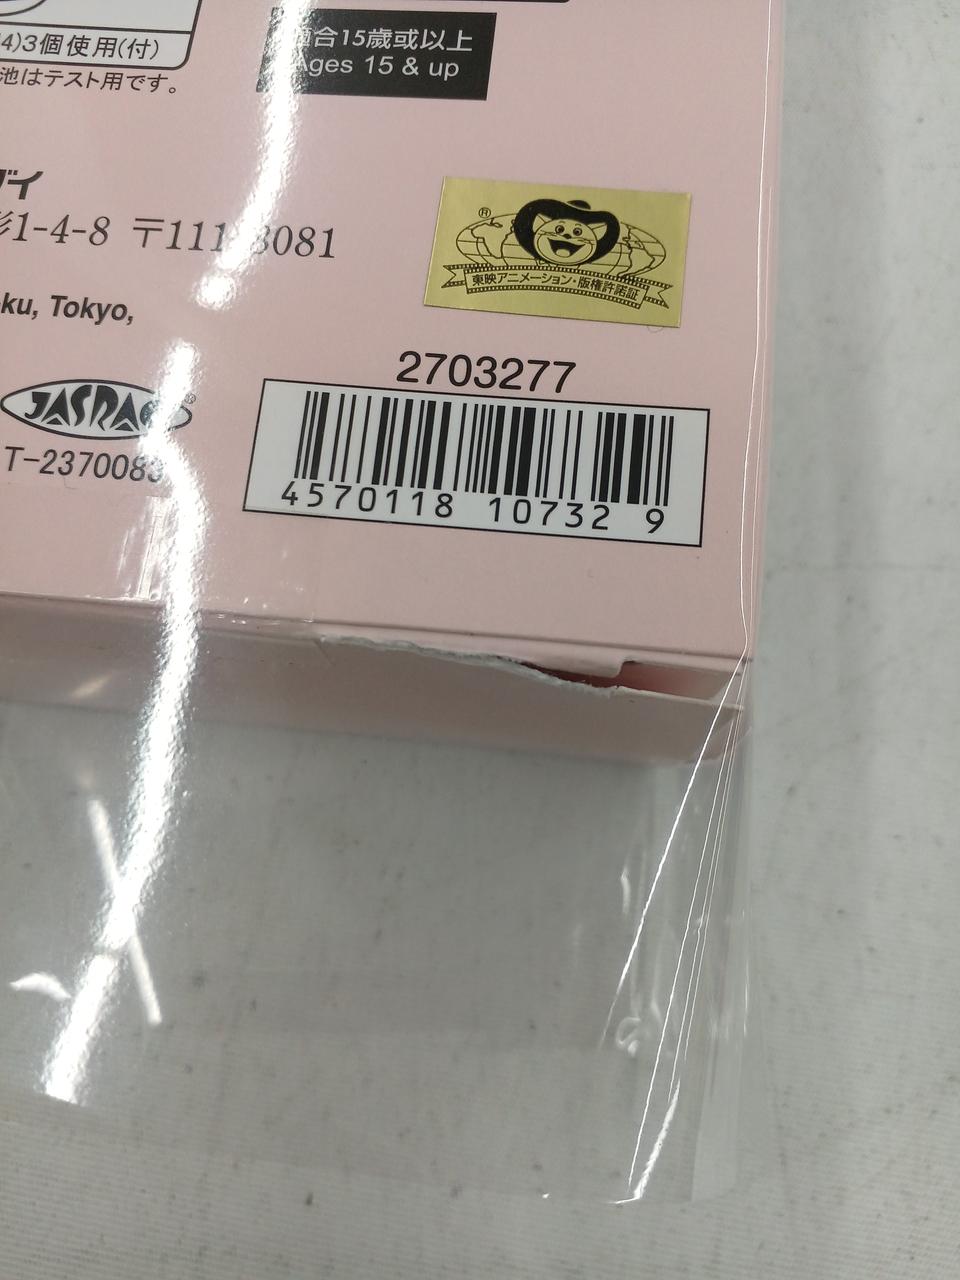 4)3個使用(付)
池はテスト用です。
適合15歳或以上
Ages 15 & up
ダイ
形1-4-8 〒111-8081
ku, Tokyo,
®
東映アニメーション・版権許諾証
2703277
JASRAC®
T-2370083
4570118 10732 9